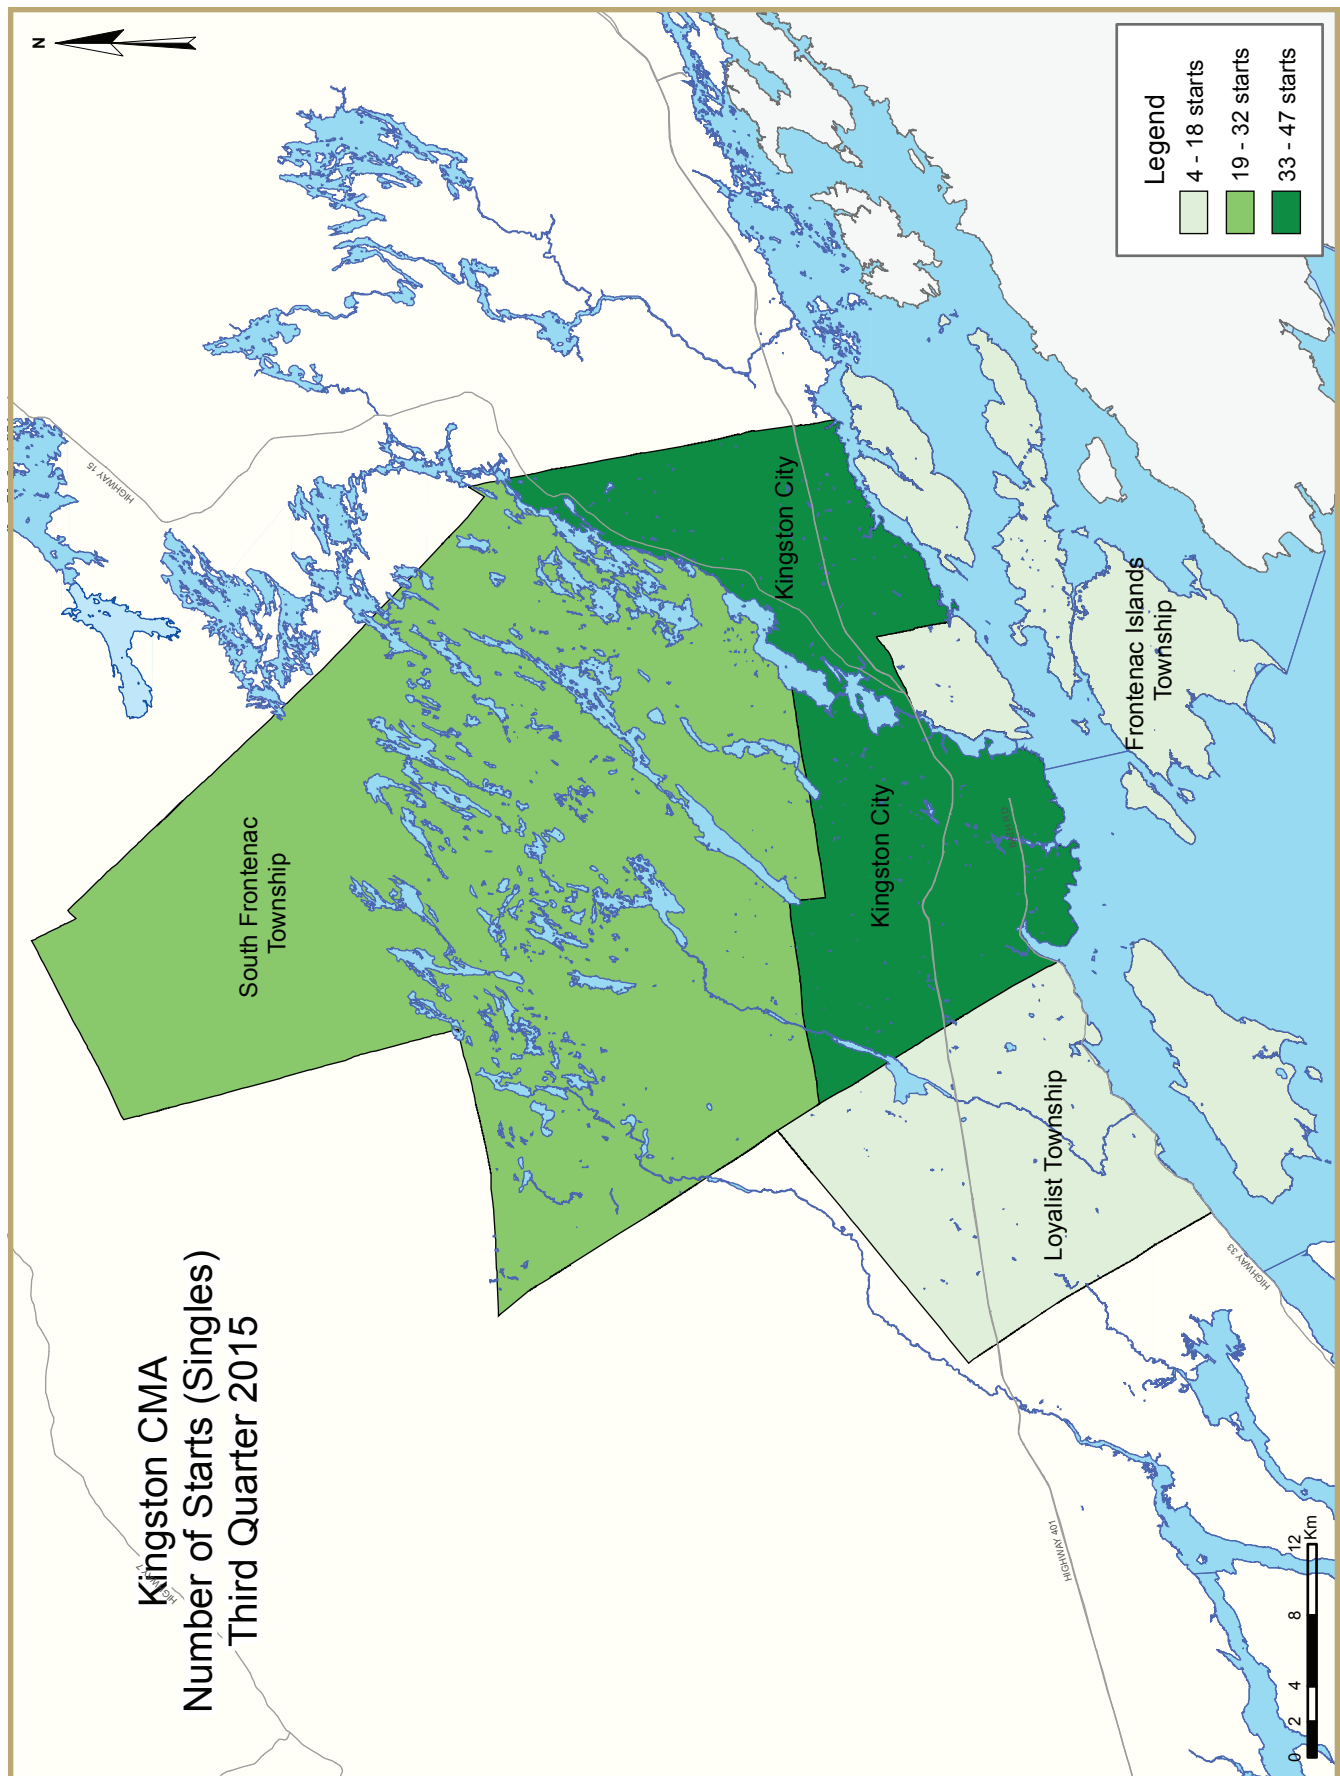 Kingston CMA
Number of Starts (Singles)
Third Quarter 2015
N
HIGHWAY 7
HIGHWAY 15
South Frontenac
Township
Kingston City
Kingston City
Frontenac Islands
Township
Loyalist Township
HIGHWAY 33
HIGHWAY 401
Legend
4 - 18 starts
19 - 32 starts
33 - 47 starts
0 2 4 8 12
Km